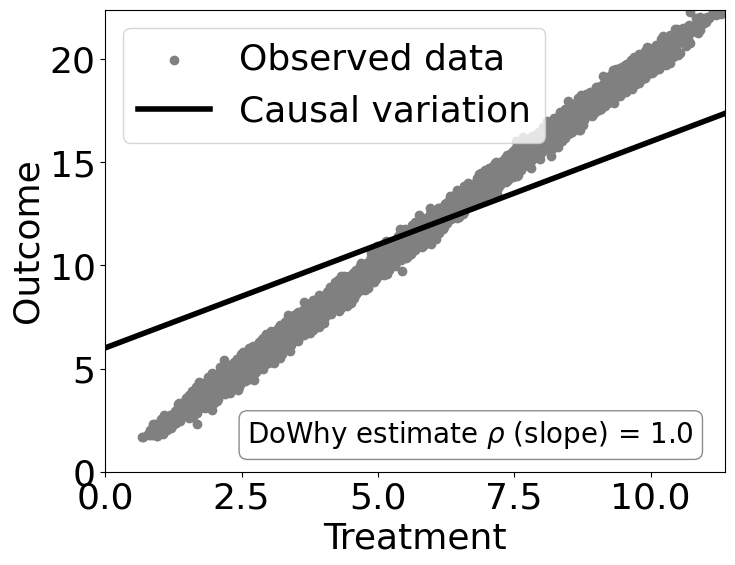 Observed data
Causal variation
20
15
10
5
0
Outcome
DoWhy estimate ρ (slope) = 1.0
0.0 2.5 5.0 7.5 10.0
Treatment